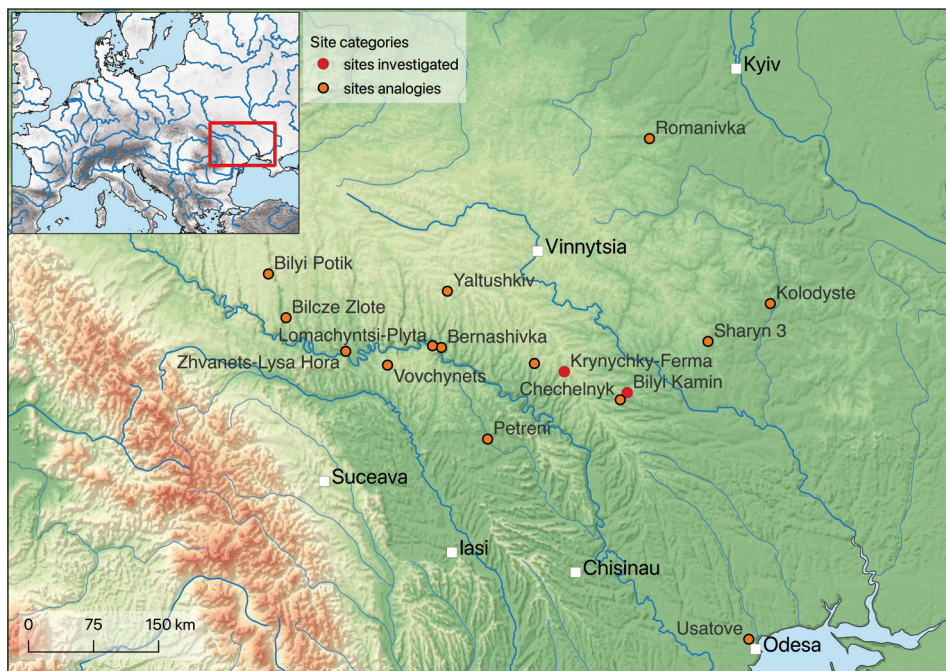 Site categories
sites investigated
sites analogies
Kyiv
Romanivka
Vinnytsia
Bilyi Potik
Yaltushkiv
Kolodyste
Bilcze Zlote
Lomachyntsi-Plyta
Bernashivka
Sharyn 3
Zhvanets-Lysa Hora
Vovchynets
Krynychky-Ferma
Chechelnyk
Bilyi Kamin
Petreni
Suceava
Iasi
Chisinau
0 75 150 km
Usatove
Odesa